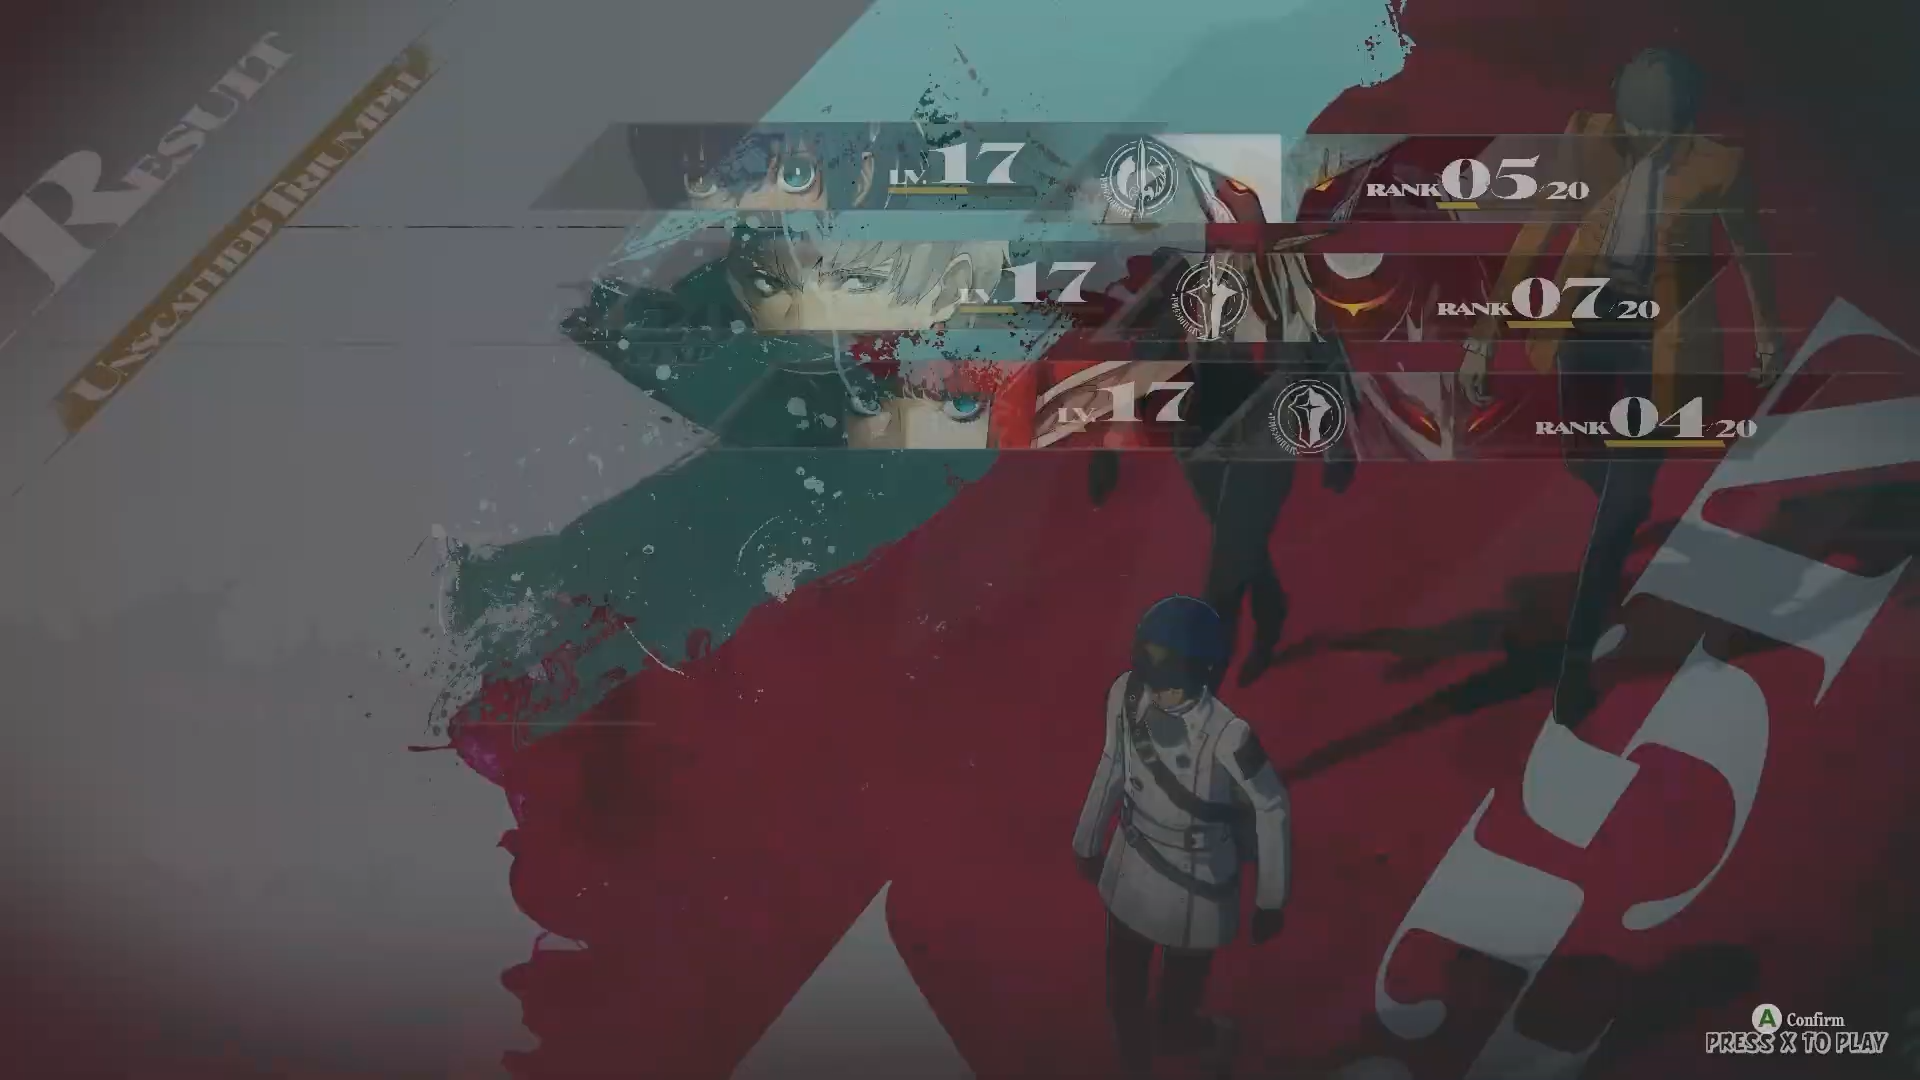 RESULT
UNSCATHED TRIUMPH
LV. 17
RANK 05/20
LV. 17
RANK 07/20
LV. 17
RANK 04/20
A Confirm
PRESS X TO PLAY